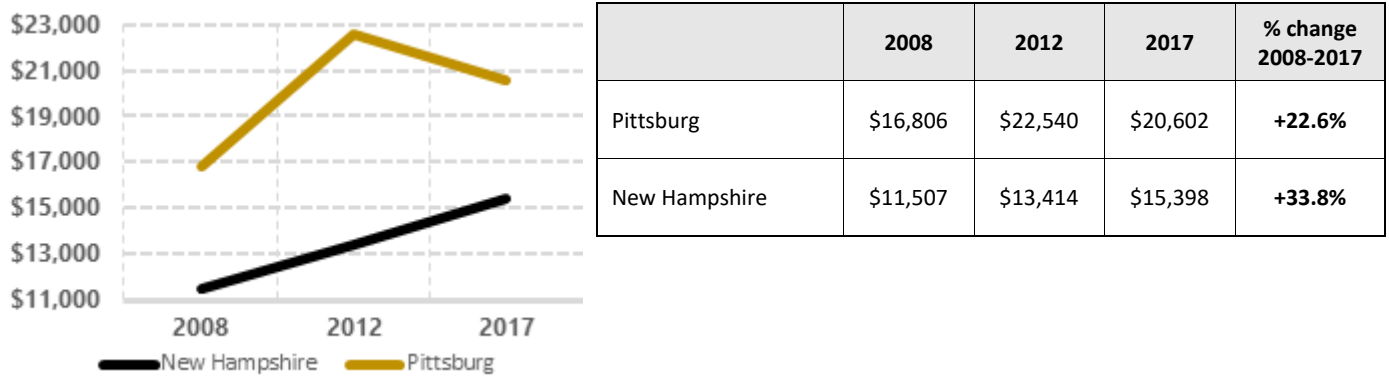 $23,000
$21,000
$19,000
$17,000
$15,000
$13,000
$11,000
2008 2012 2017
New Hampshire Pittsburg
2008 2012 2017 % change
2008-2017
Pittsburg $16,806 $22,540 $20,602 +22.6%
New Hampshire $11,507 $13,414 $15,398 +33.8%